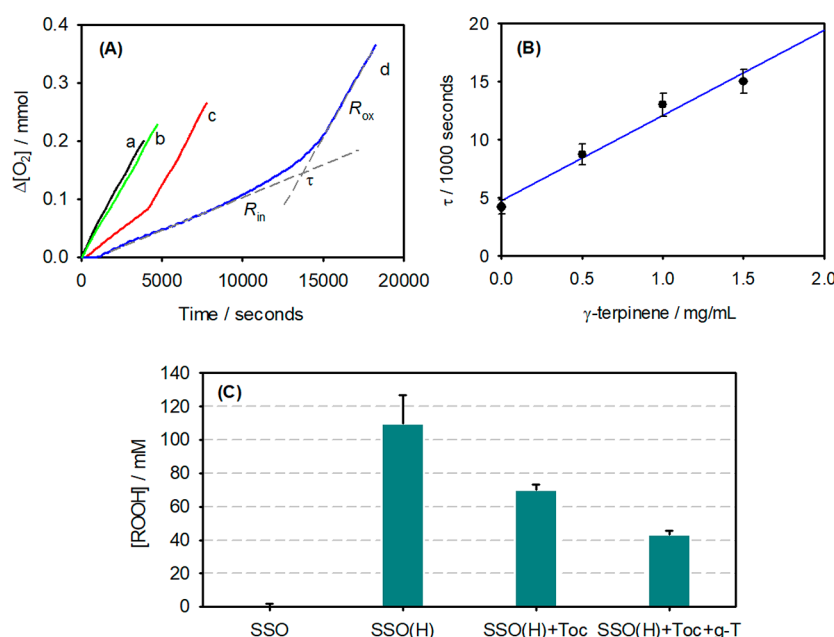 (A)
0.4
0.3
0.2
0.1
0.0
Δ[O₂] / mmol
a
b
c
d
R_ox
τ
R_in
0
5000
10000
15000
20000
Time / seconds
(B)
20
15
10
5
0
τ / 1000 seconds
0.0
0.5
1.0
1.5
2.0
γ-terpinene / mg/mL
(C)
140
120
100
80
60
40
20
0
[ROOH] / mM
SSO
SSO(H)
SSO(H)+Toc
SSO(H)+Toc+g-T